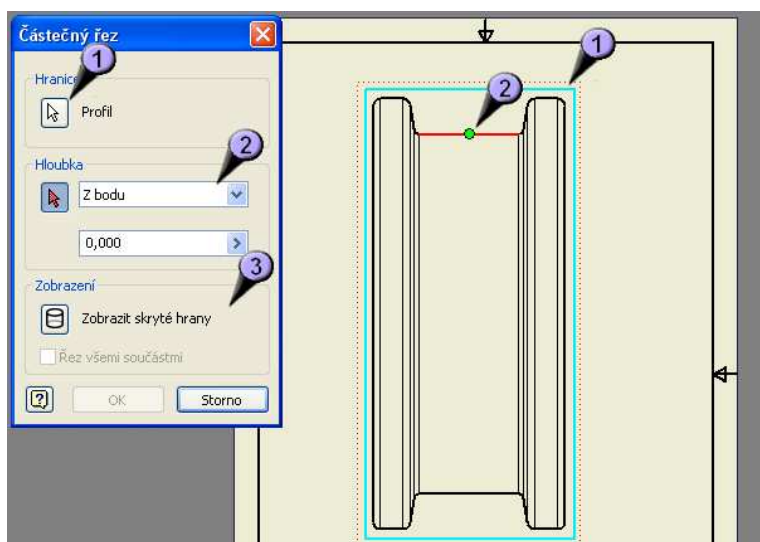 Částečný řez
1
Hranice
Profil
2
Hloubka
Z bodu
0,000
3
Zobrazení
Zobrazit skryté hrany
Řez všemi součástmi
OK
Storno
1
2